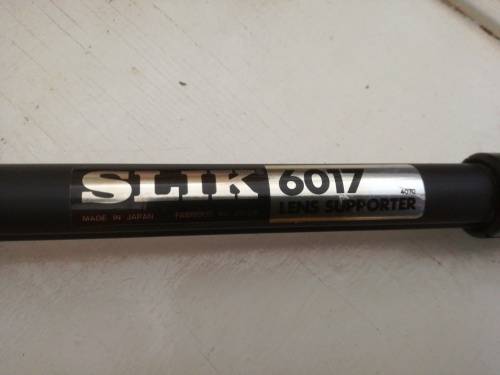 SLIK 6017
LENS SUPPORTER
MADE IN JAPAN